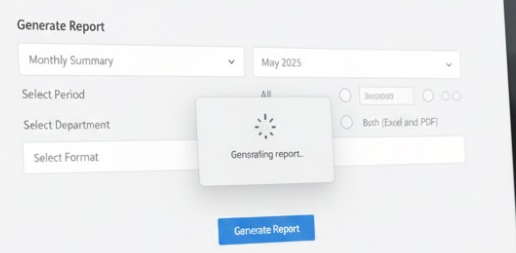 Generate Report
Monthly Summary
May 2025
Select Period
All
Select Department
Both (Excel and PDF)
Select Format
Gensrating report..
Generate Report